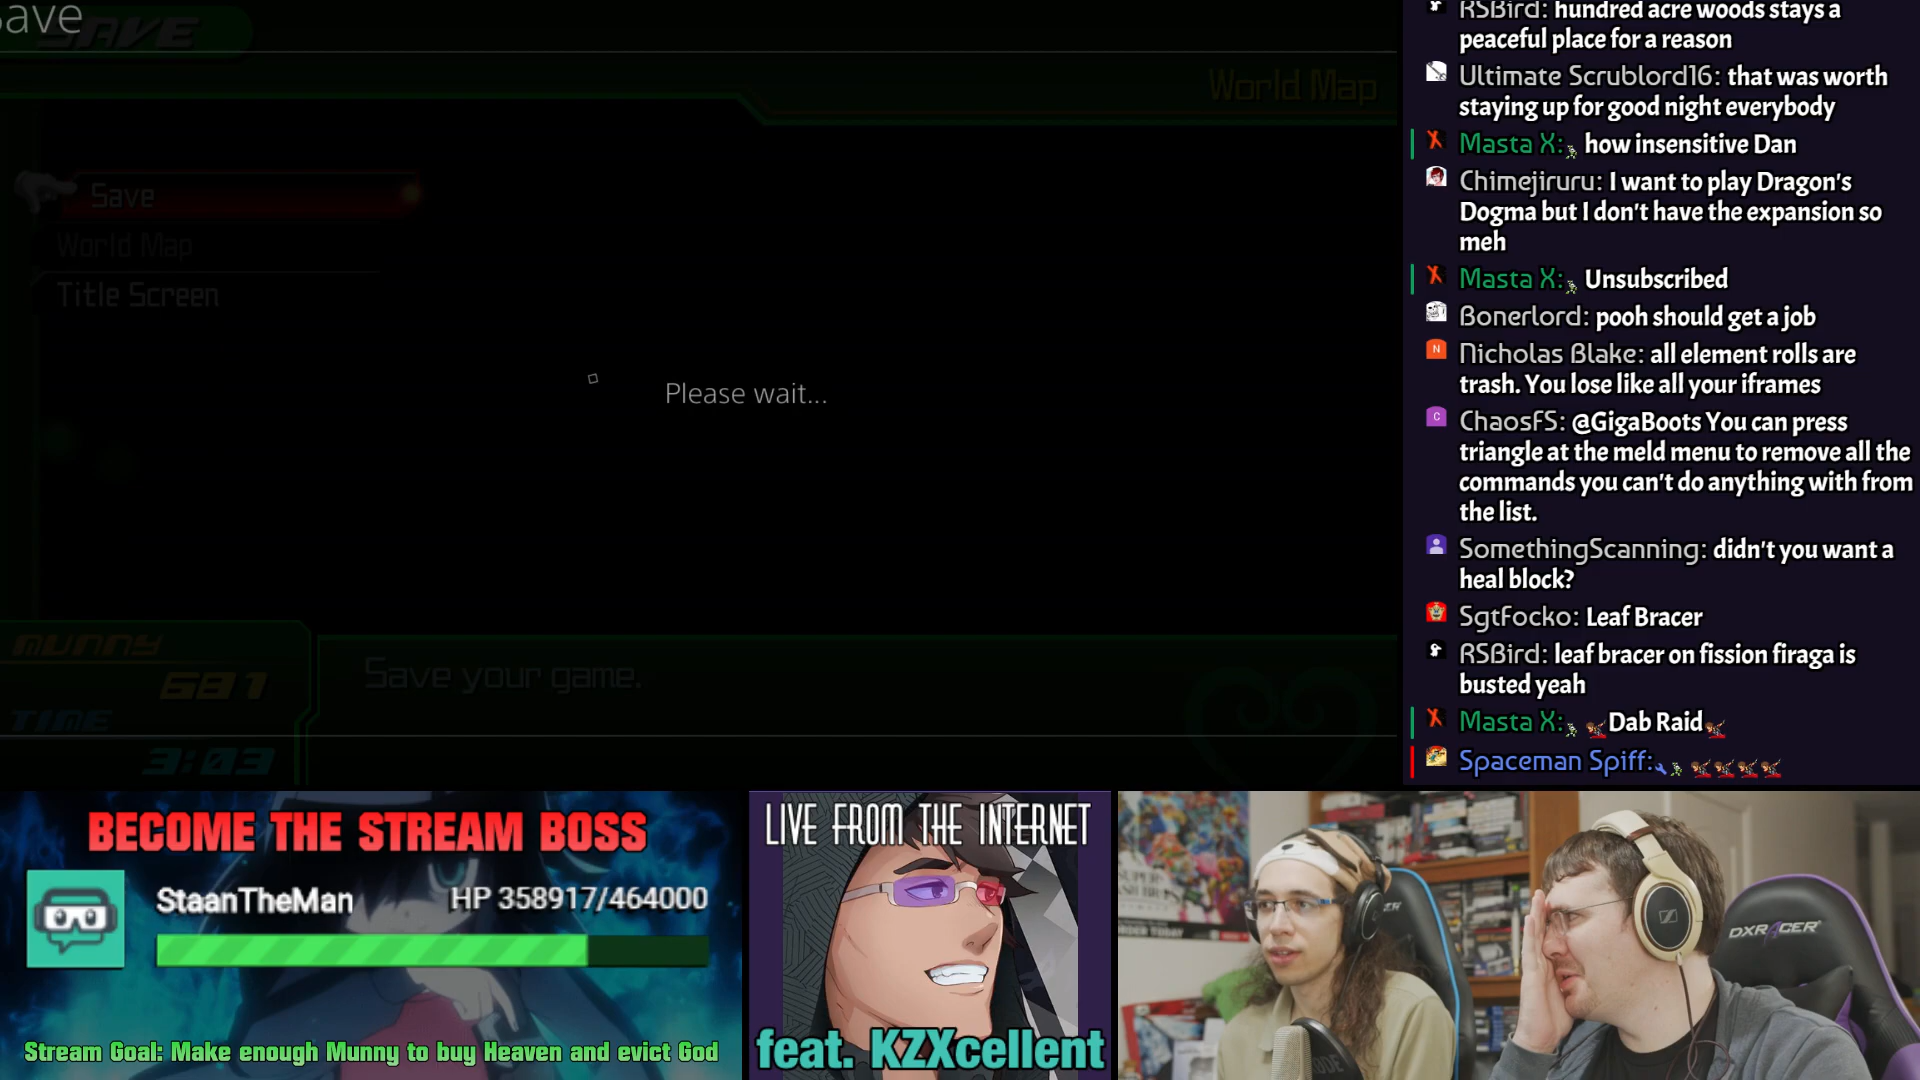 Save
SAVE
World Map
Save
World Map
Title Screen
Please wait...
MUNNY
681
TIME
3:03
Save your game.
RSBird: hundred acre woods stays a
peaceful place for a reason
Ultimate Scrublord16: that was worth
staying up for good night everybody
Masta X: how insensitive Dan
Chimejiruru: I want to play Dragon's
Dogma but I don't have the expansion so
meh
Masta X: Unsubscribed
Bonerlord: pooh should get a job
Nicholas Blake: all element rolls are
trash. You lose like all your iframes
ChaosFS: @GigaBoots You can press
triangle at the meld menu to remove all the
commands you can't do anything with from
the list.
SomethingScanning: didn't you want a
heal block?
SgtFocko: Leaf Bracer
RSBird: leaf bracer on fission firaga is
busted yeah
Masta X: Dab Raid
Spaceman Spiff:
BECOME THE STREAM BOSS
StaanTheMan HP 358917/464000
Stream Goal: Make enough Munny to buy Heaven and evict God
LIVE FROM THE INTERNET
feat. KZXcellent
DXRACER